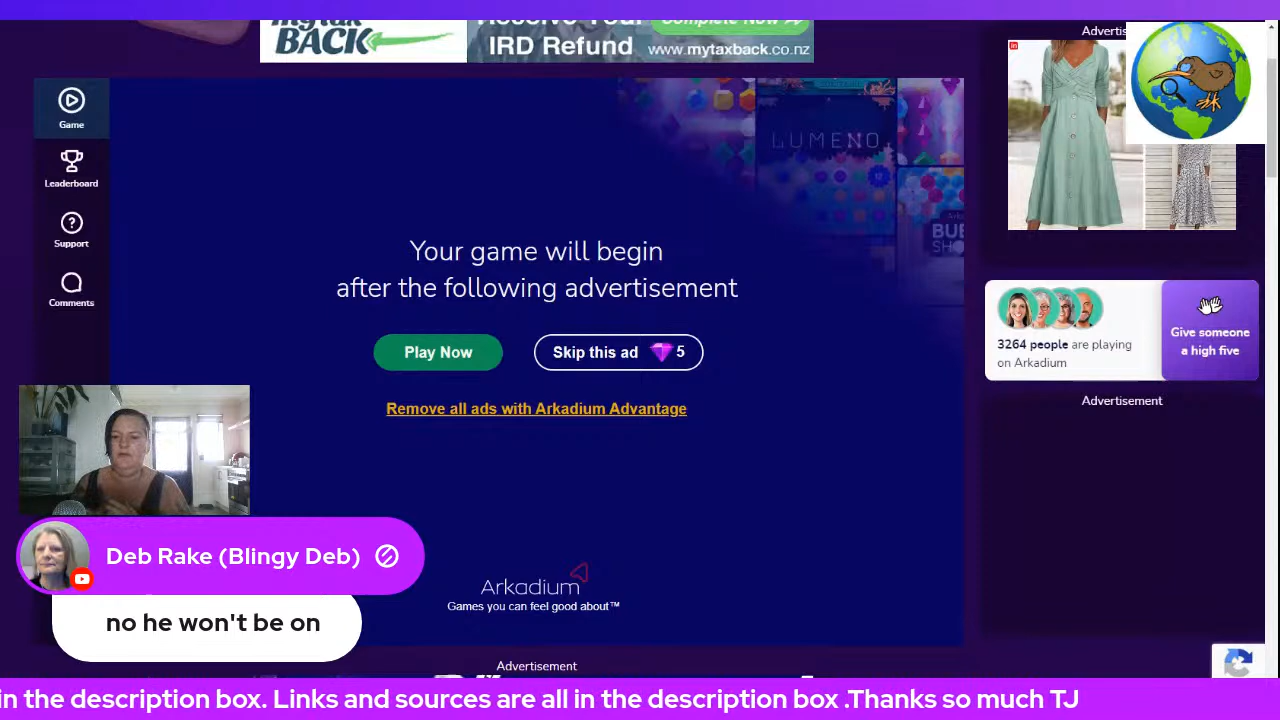 BACK
IRD Refund
Complete Now
www.mytaxback.co.nz
Game
Leaderboard
Support
Comments
LUMENO
Your game will begin
after the following advertisement
Play Now
Skip this ad 5
Remove all ads with Arkadium Advantage
Arkadium
Games you can feel good about™
Advertisement
3264 people are playing
on Arkadium
Give someone
a high five
Advertisement
Deb Rake (Blingy Deb)
no he won't be on
in the description box. Links and sources are all in the description box .Thanks so much TJ